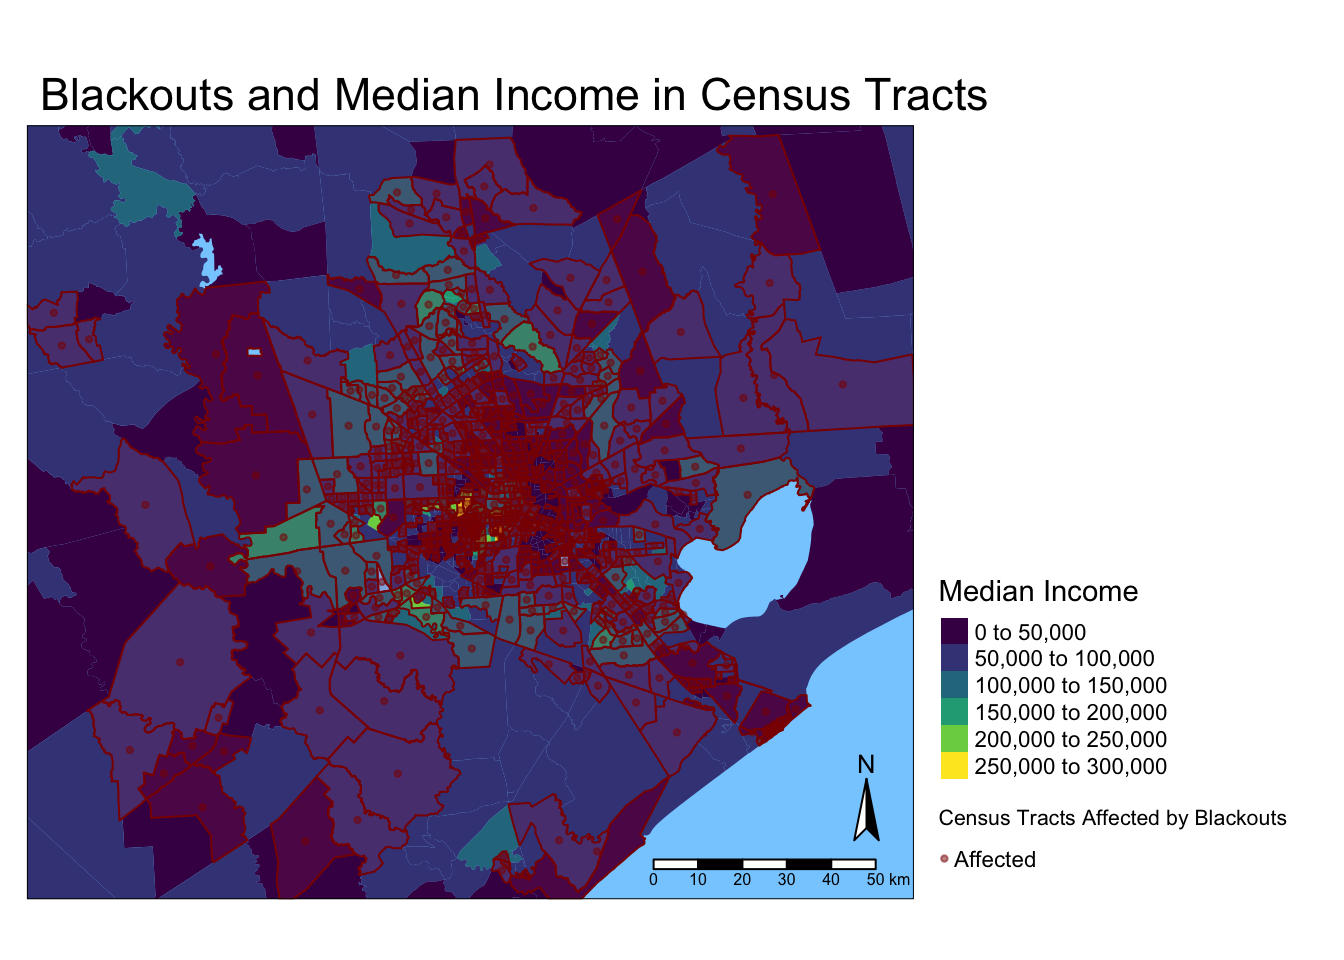 Blackouts and Median Income in Census Tracts
Median Income
0 to 50,000
50,000 to 100,000
100,000 to 150,000
150,000 to 200,000
200,000 to 250,000
250,000 to 300,000
Census Tracts Affected by Blackouts
Affected
N
0 10 20 30 40 50 km